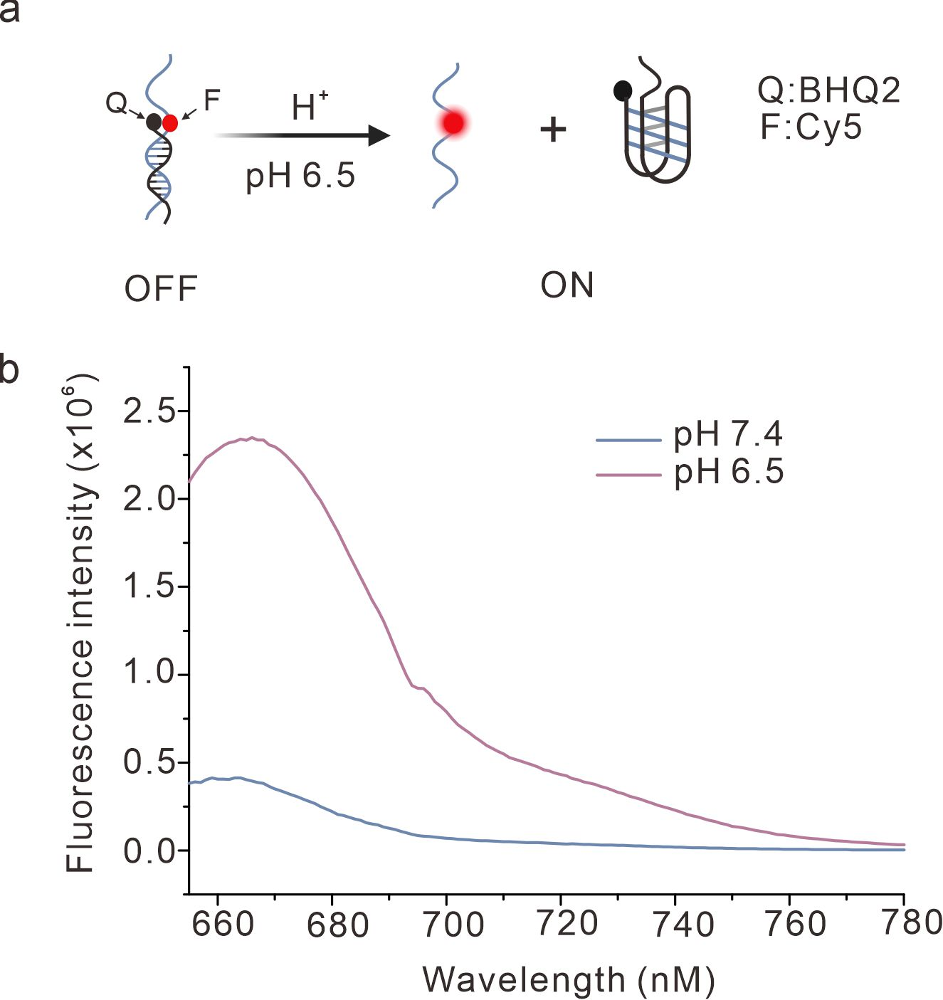 a
Q
F
H⁺
pH 6.5
+
Q:BHQ2
F:Cy5
OFF
ON
b
Fluorescence intensity (x10⁶)
2.5
2.0
1.5
1.0
0.5
0.0
pH 7.4
pH 6.5
660 680 700 720 740 760 780
Wavelength (nM)